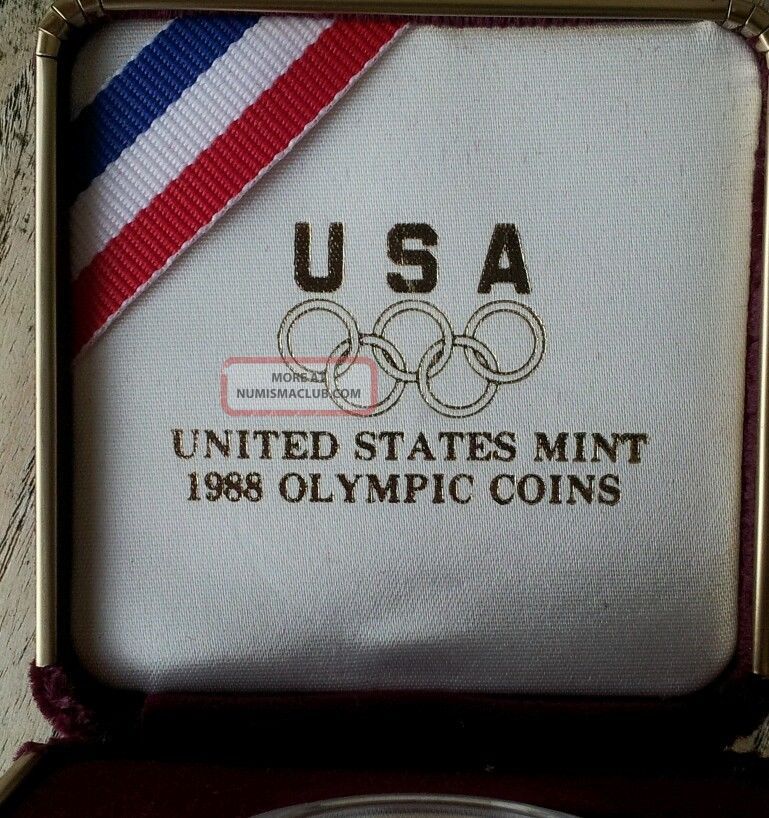 USA
MORE AT
NUMISMACLUB.COM
UNITED STATES MINT
1988 OLYMPIC COINS